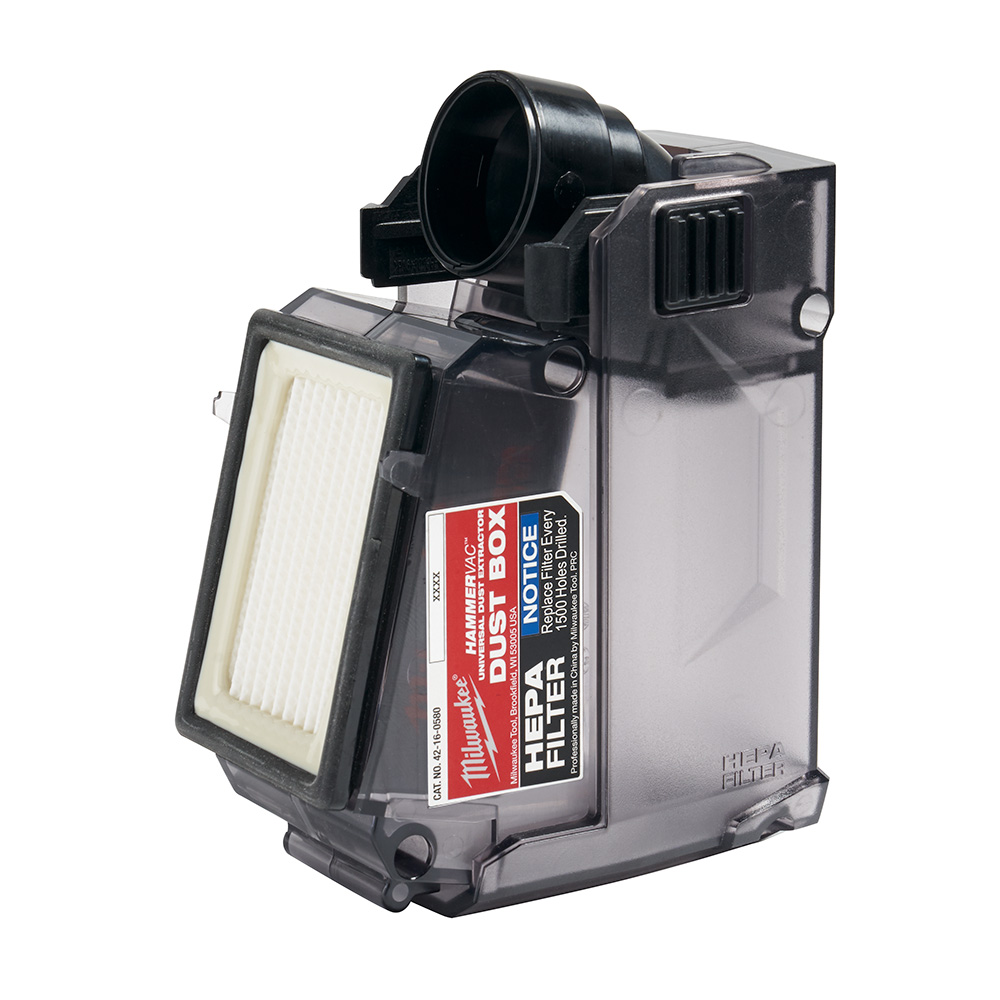 XXXX
CAT. NO. 42-16-0580
Milwaukee®
HAMMERVAC™
UNIVERSAL DUST EXTRACTOR
DUST BOX
Milwaukee Tool, Brookfield, WI 53005 USA
HEPA
FILTER
NOTICE
Replace Filter Every
1500 Holes Drilled.
Professionally made in China by Milwaukee Tool, PRC
HEPA
FILTER